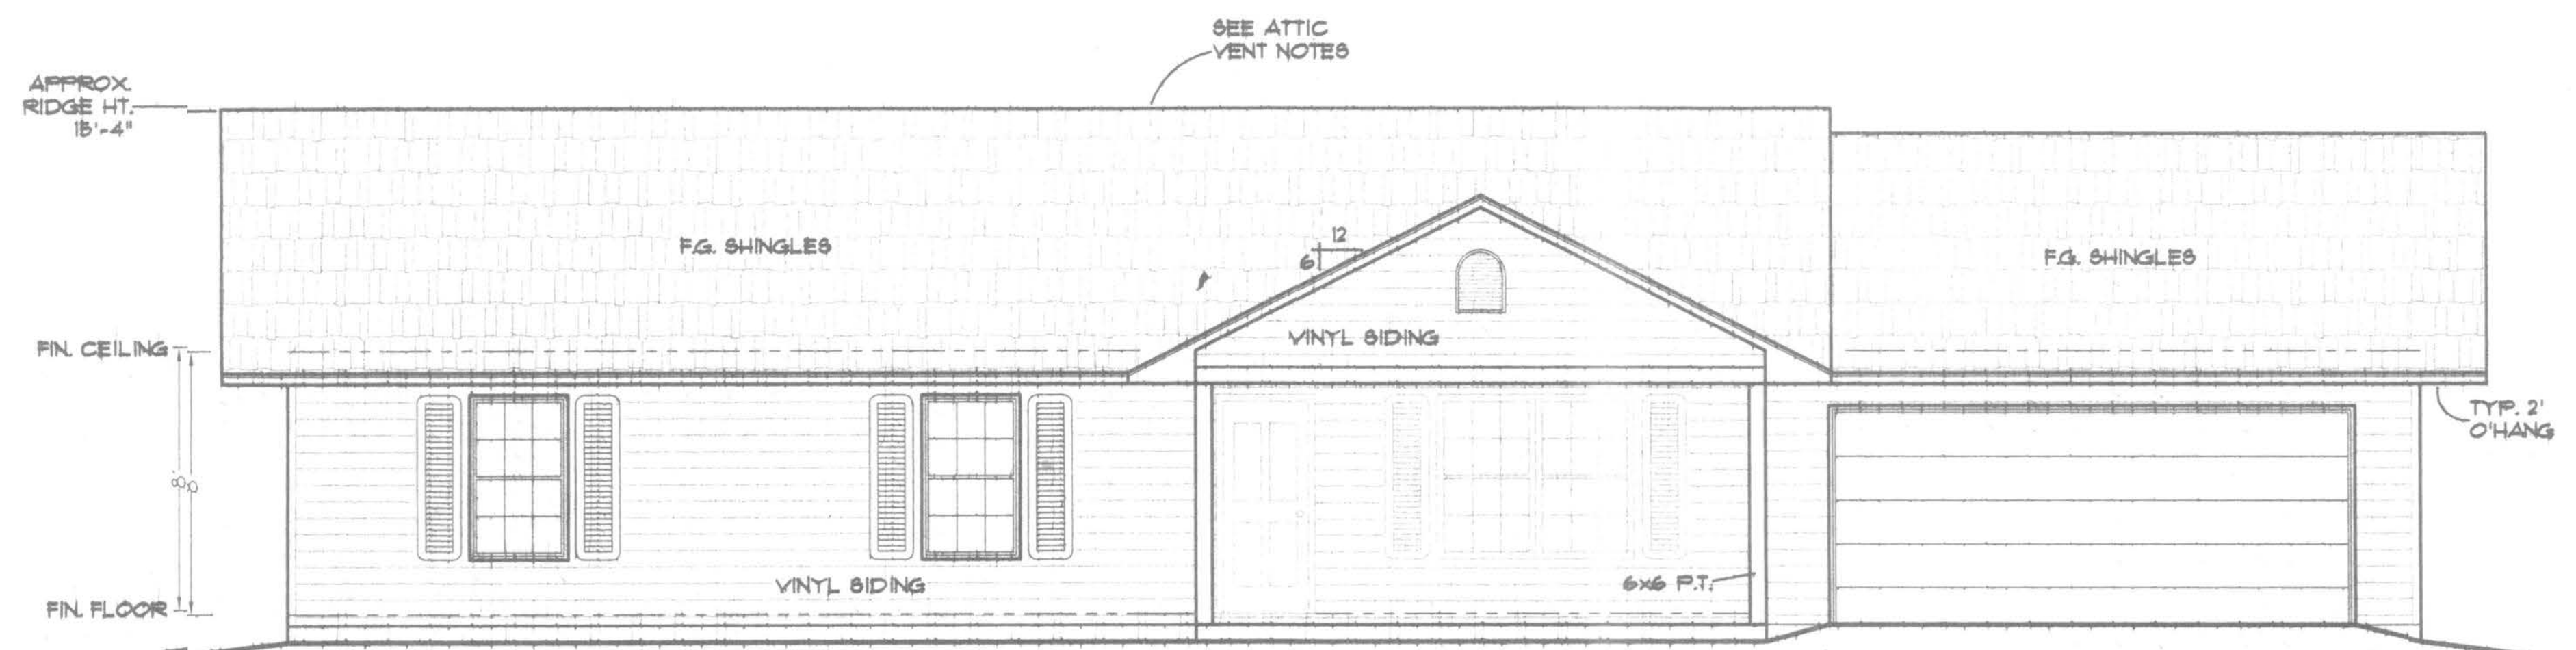 SEE ATTIC
VENT NOTES
APPROX.
RIDGE HT.
15'-4"
F.G. SHINGLES
12
6
F.G. SHINGLES
VINYL SIDING
FIN. CEILING
TYP. 2'
O'HANG
8'
8
VINYL SIDING
6x6 P.T.
FIN. FLOOR